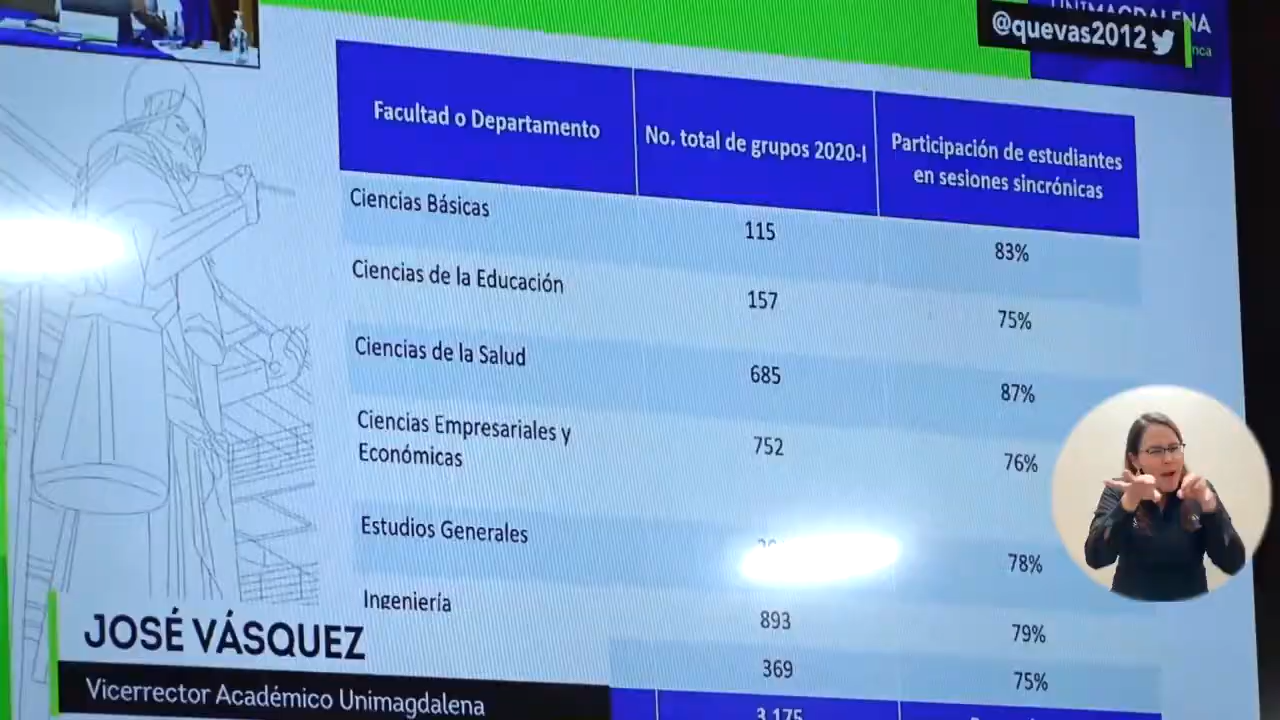 @quevas2012
Facultad o Departamento
No. total de grupos 2020-I
Participación de estudiantes
en sesiones sincrónicas
Ciencias Básicas
115
83%
Ciencias de la Educación
157
75%
Ciencias de la Salud
685
87%
Ciencias Empresariales y
Económicas
752
76%
Estudios Generales
78%
Ingeniería
893
79%
369
75%
3.175
JOSÉ VÁSQUEZ
Vicerrector Académico Unimagdalena